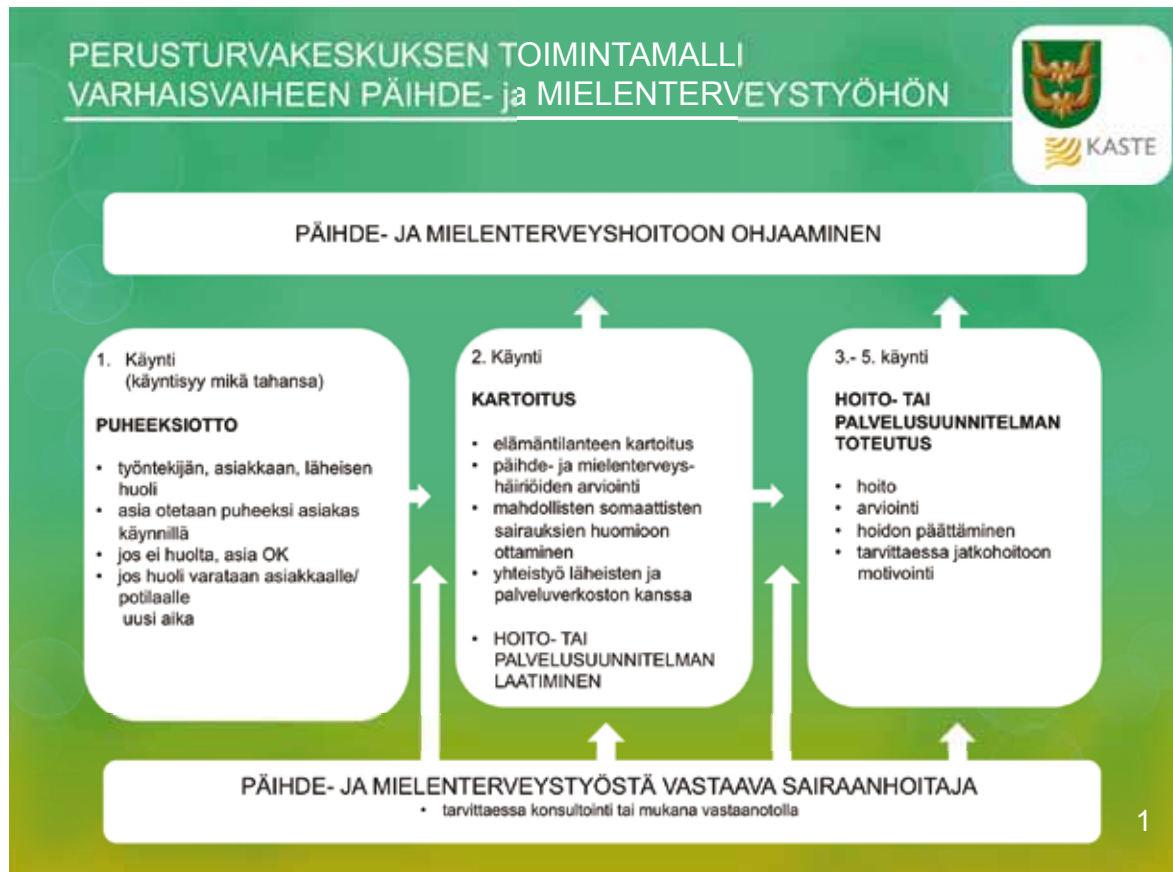 PERUSTURVAKESKUKSEN TOIMINTAMALLI
VARHAISVAIHEEN PÄIHDE- ja MIELENTERVEYSTYÖHÖN
KASTE
PÄIHDE- JA MIELENTERVEYSHOITOON OHJAAMINEN
1. Käynti
(käyntisyy mikä tahansa)
PUHEEKSIOTTO
• työntekijän, asiakkaan, läheisen
huoli
• asia otetaan puheeksi asiakas
käynnillä
• jos ei huolta, asia OK
• jos huoli varataan asiakkaalle/
potilaalle
uusi aika
2. Käynti
KARTOITUS
• elämäntilanteen kartoitus
• päihde- ja mielenterveys-
häiriöiden arviointi
• mahdollisten somaattisten
sairauksien huomioon
ottaminen
• yhteistyö läheisten ja
palveluverkoston kanssa
• HOITO- TAI
PALVELUSUUNNITELMAN
LAATIMINEN
3.- 5. käynti
HOITO- TAI
PALVELUSUUNNITELMAN
TOTEUTUS
• hoito
• arviointi
• hoidon päättäminen
• tarvittaessa jatkohoitoon
motivointi
PÄIHDE- JA MIELENTERVEYSTYÖSTÄ VASTAAVA SAIRAANHOITAJA
• tarvittaessa konsultointi tai mukana vastaanotolla
1